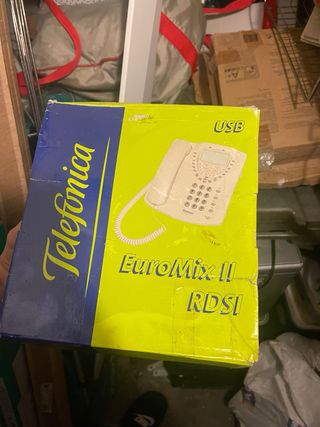 USB
Telefónica
EuroMix II
RDSI